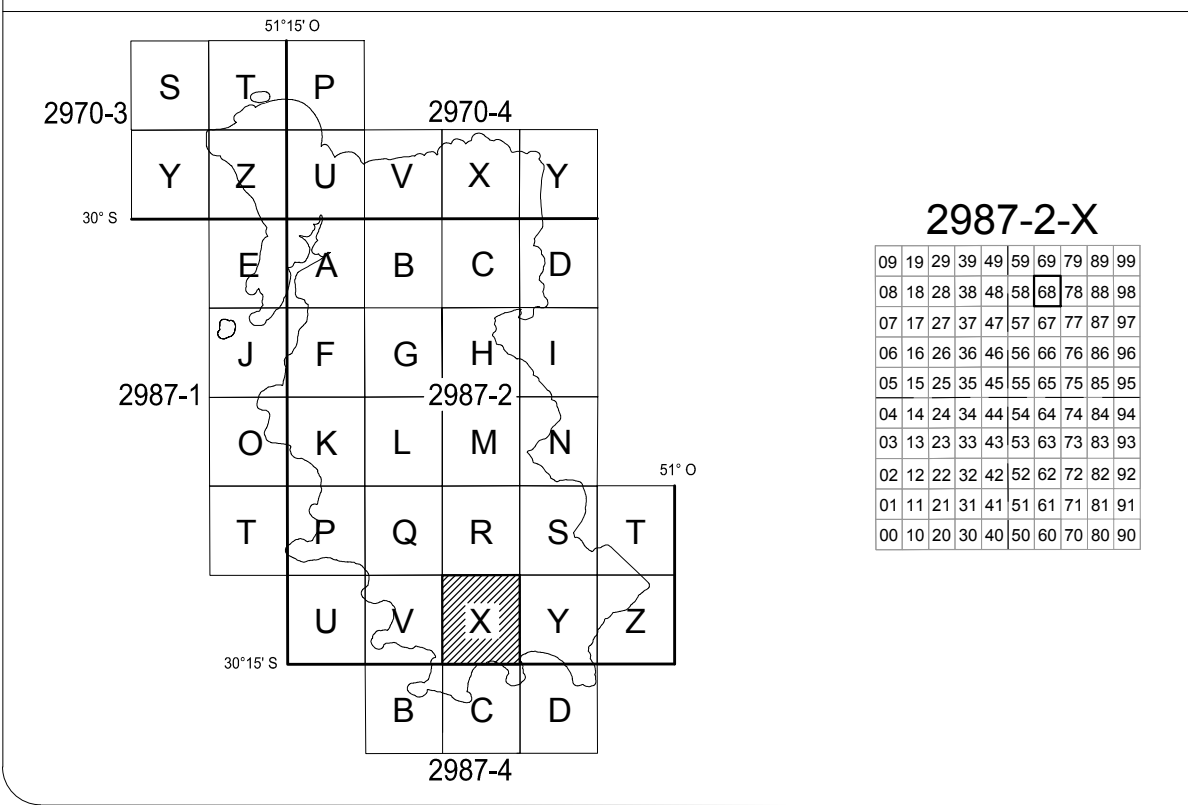 51°15' O
S T P
2970-3 2970-4
Y Z U V X Y
30° S
E A B C D
J F G H I
2987-1 2987-2
O K L M N
51° O
T P Q R S T
U V X Y Z
30°15' S
B C D
2987-4
2987-2-X
09 19 29 39 49 59 69 79 89 99
08 18 28 38 48 58 68 78 88 98
07 17 27 37 47 57 67 77 87 97
06 16 26 36 46 56 66 76 86 96
05 15 25 35 45 55 65 75 85 95
04 14 24 34 44 54 64 74 84 94
03 13 23 33 43 53 63 73 83 93
02 12 22 32 42 52 62 72 82 92
01 11 21 31 41 51 61 71 81 91
00 10 20 30 40 50 60 70 80 90